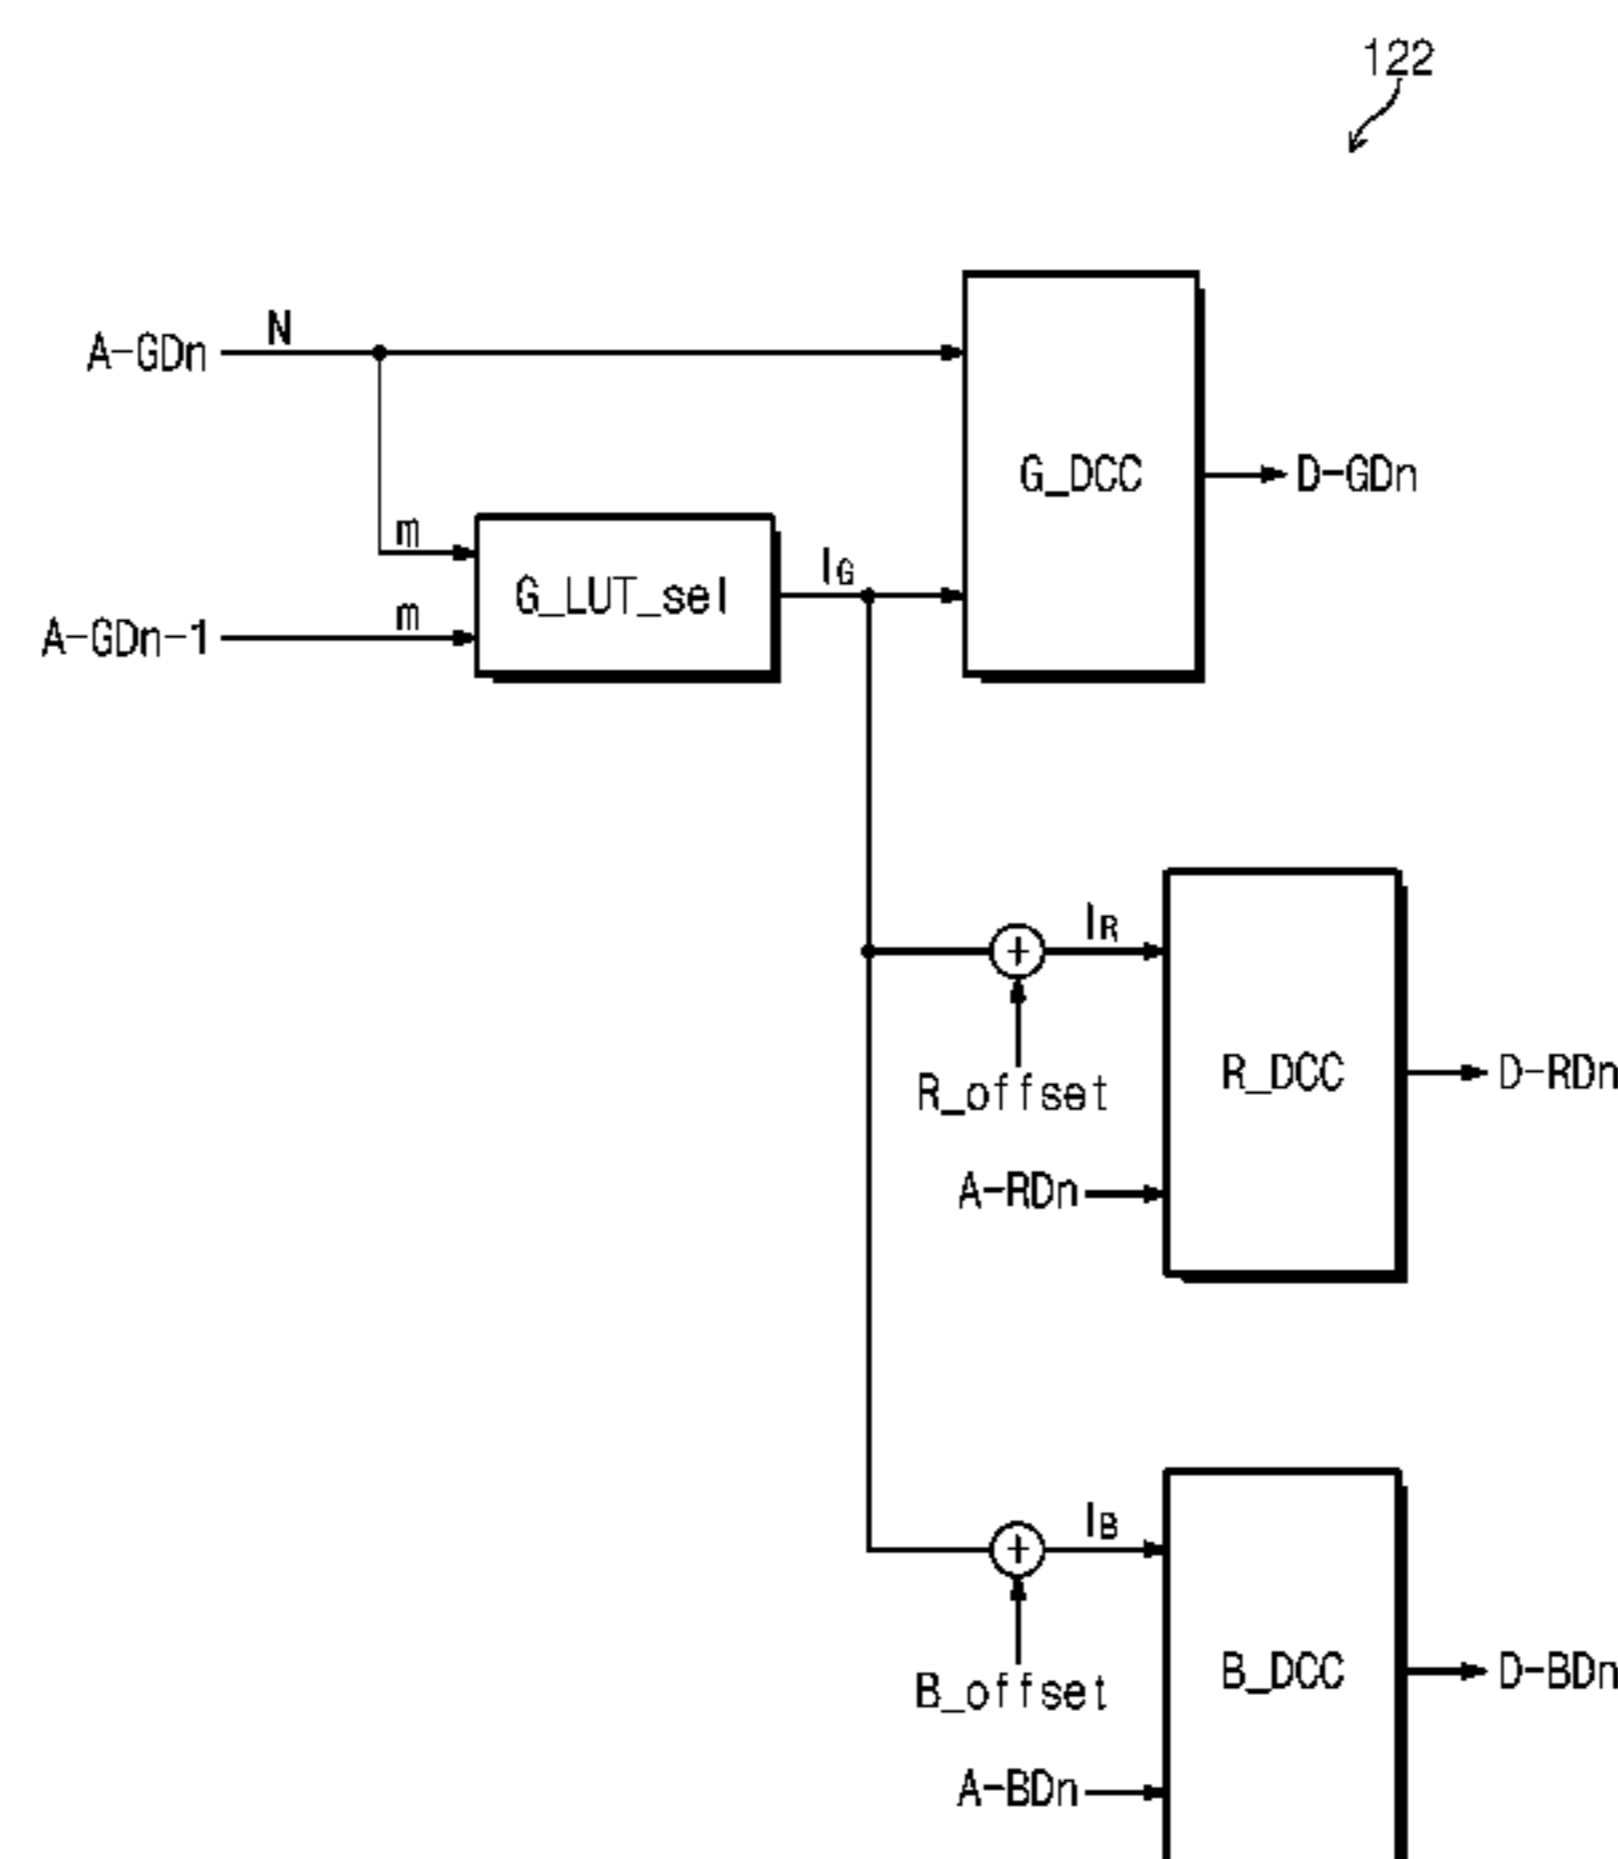 122
A-GDn
N
G_DCC
D-GDn
m
A-GDn-1
m
G_LUT_sel
IG
IR
R_offset
R_DCC
D-RDn
A-RDn
IB
B_offset
B_DCC
D-BDn
A-BDn